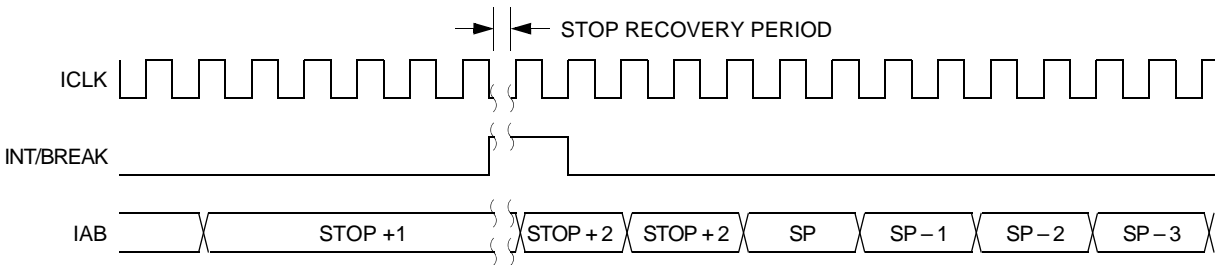 STOP RECOVERY PERIOD
ICLK
INT/BREAK
IAB STOP +1 STOP + 2 STOP + 2 SP SP – 1 SP – 2 SP – 3